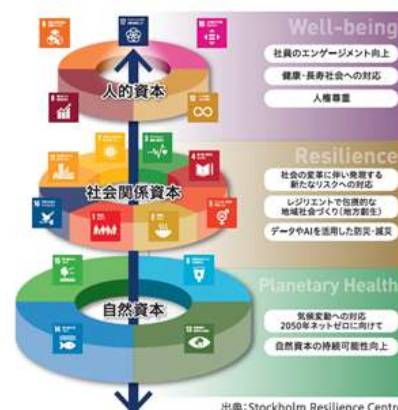 Well-being
社員のエンゲージメント向上
健康・長寿社会への対応
人権尊重
人的資本
Resilience
社会の変革に伴い発現する
新たなリスクへの対応
レジリエントで包摂的な
地域社会づくり(地方創生)
データやAIを活用した防災・減災
社会関係資本
Planetary Health
気候変動への対応
2050年ネットゼロに向けて
自然資本の持続可能性向上
自然資本
出典:Stockholm Resilience Centre